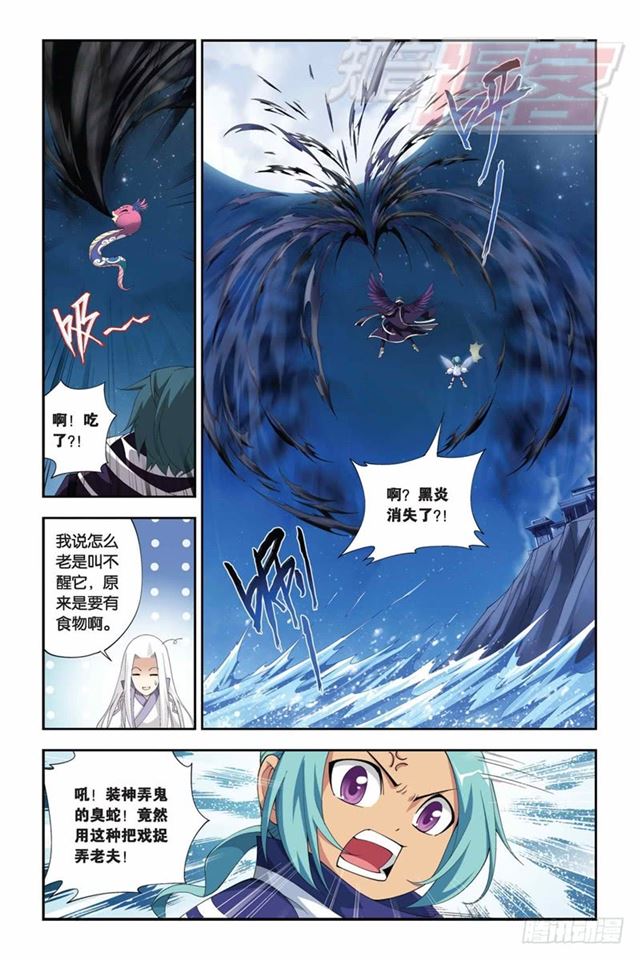 知音漫客
呯
吸～
啊！吃
了?!
啊？黑炎
消失了?!
我说怎么
老是叫不
醒它，原
来是要有
食物啊。
唰
吼！装神弄鬼
的臭蛇！竟然
用这种把戏捉
弄老夫！
腾讯动漫